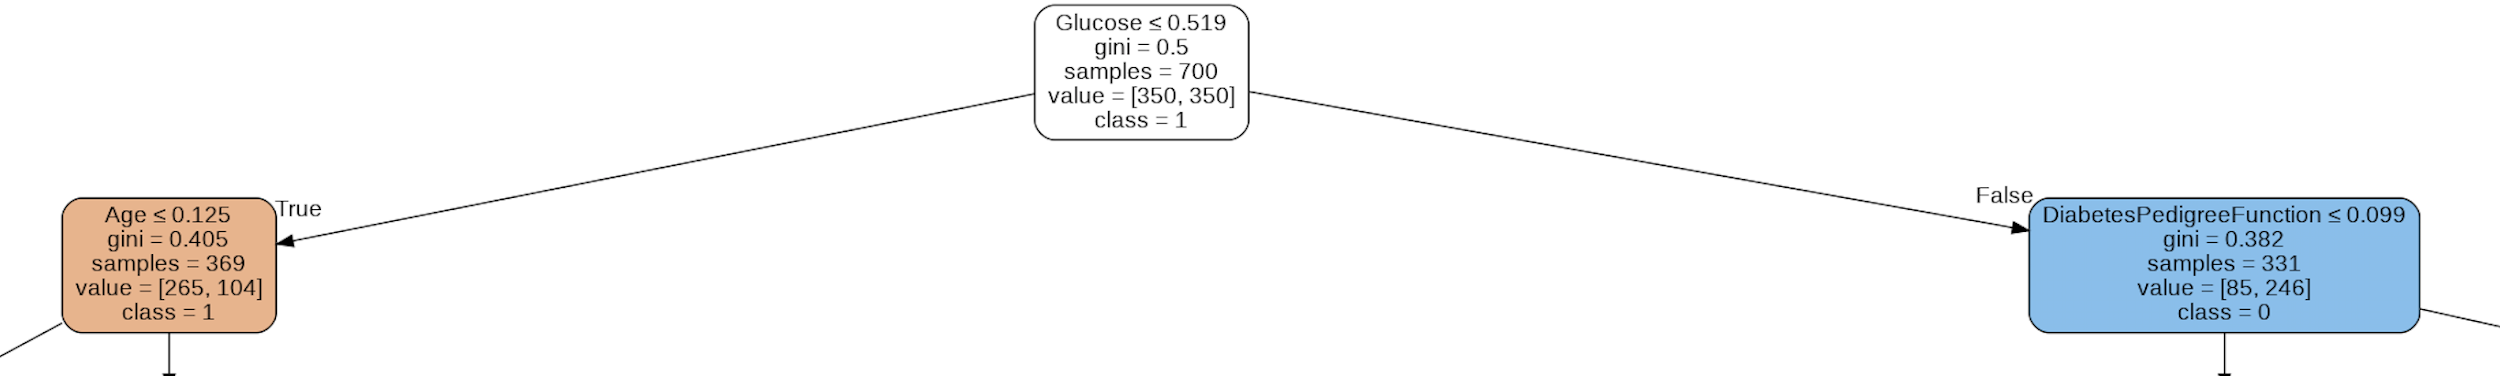 Glucose ≤ 0.519
gini = 0.5
samples = 700
value = [350, 350]
class = 1
True
False
Age ≤ 0.125
gini = 0.405
samples = 369
value = [265, 104]
class = 1
DiabetesPedigreeFunction ≤ 0.099
gini = 0.382
samples = 331
value = [85, 246]
class = 0